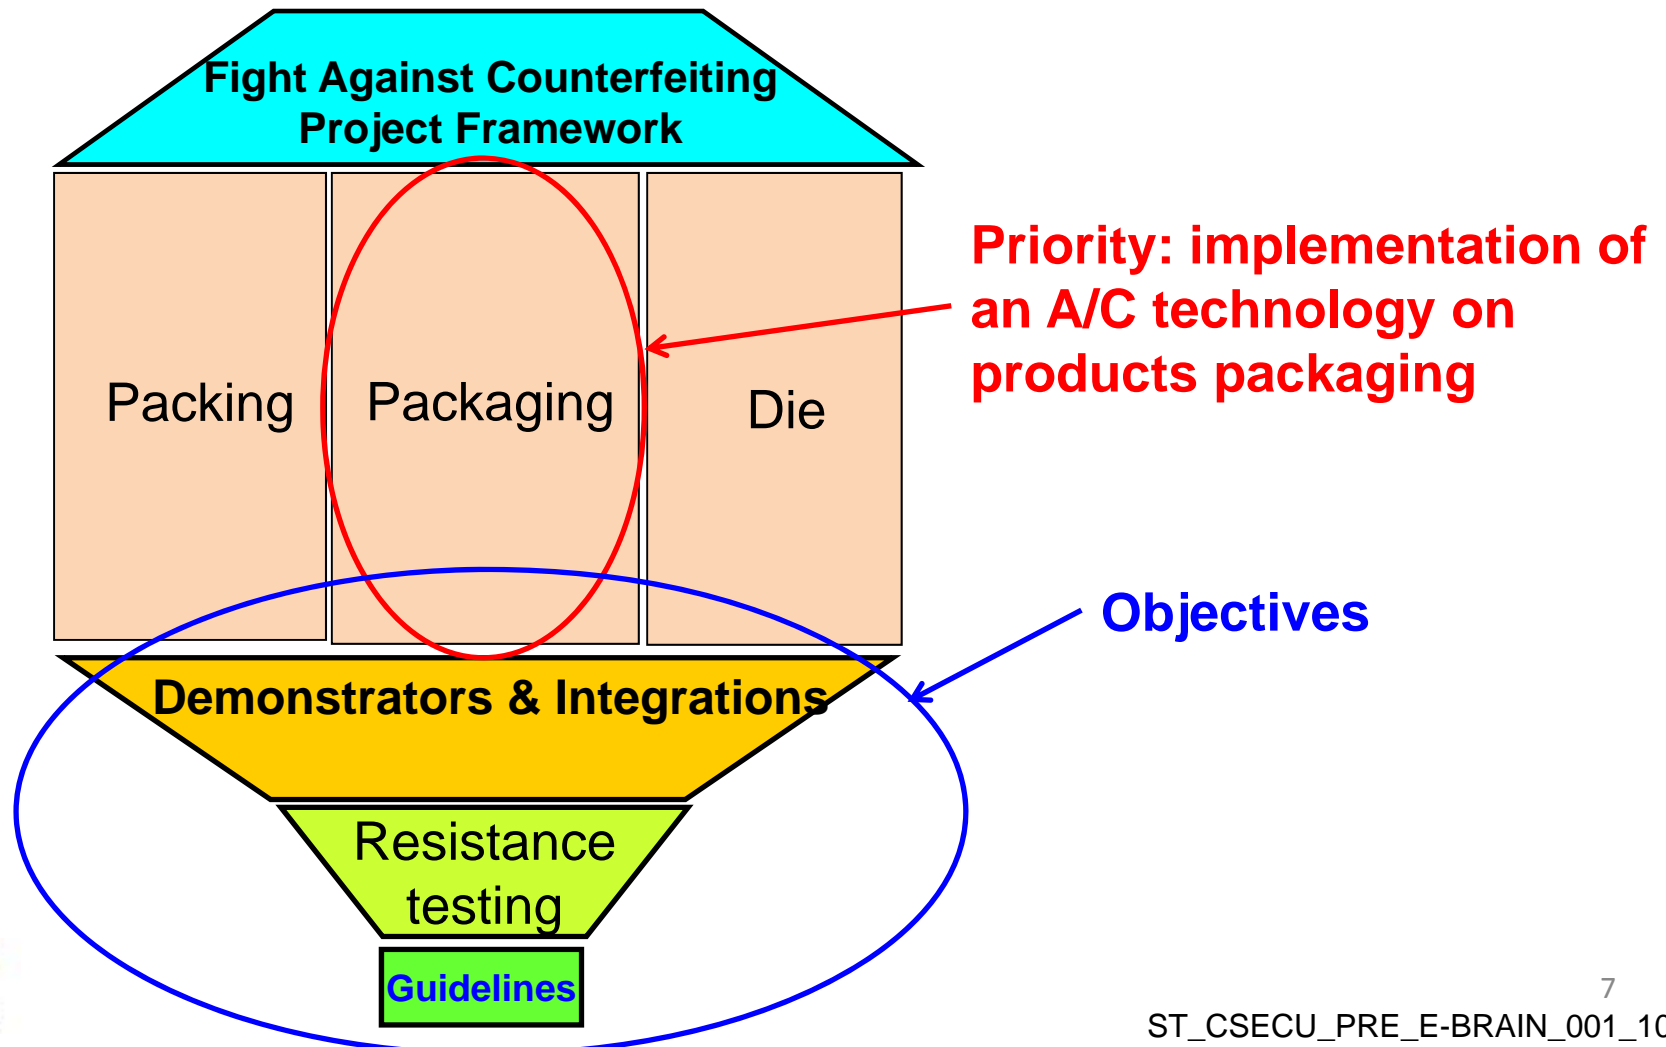 Fight Against Counterfeiting
Project Framework
Priority: implementation of
an A/C technology on
products packaging
Packing
Packaging
Die
Objectives
Demonstrators & Integrations
Resistance
testing
Guidelines
7
ST_CSECU_PRE_E-BRAIN_001_10